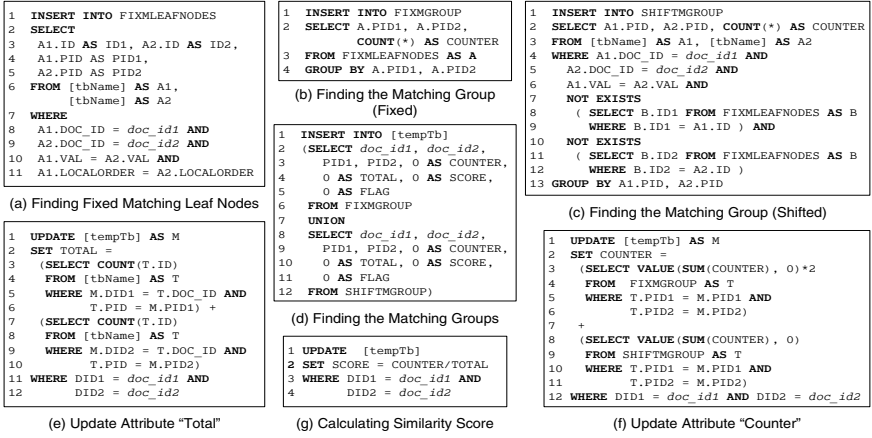 1 INSERT INTO FIXMLEAFNODES
2 SELECT
3 A1.ID AS ID1, A2.ID AS ID2,
4 A1.PID AS PID1,
5 A2.PID AS PID2
6 FROM [tbName] AS A1,
[tbName] AS A2
7 WHERE
8 A1.DOC_ID = doc_id1 AND
9 A2.DOC_ID = doc_id2 AND
10 A1.VAL = A2.VAL AND
11 A1.LOCALORDER = A2.LOCALORDER
(a) Finding Fixed Matching Leaf Nodes
1 INSERT INTO FIXMGROUP
2 SELECT A.PID1, A.PID2,
COUNT(*) AS COUNTER
3 FROM FIXMLEAFNODES AS A
4 GROUP BY A.PID1, A.PID2
(b) Finding the Matching Group
(Fixed)
1 INSERT INTO SHIFTMGROUP
2 SELECT A1.PID, A2.PID, COUNT(*) AS COUNTER
3 FROM [tbName] AS A1, [tbName] AS A2
4 WHERE A1.DOC_ID = doc_id1 AND
5 A2.DOC_ID = doc_id2 AND
6 A1.VAL = A2.VAL AND
7 NOT EXISTS
8 ( SELECT B.ID1 FROM FIXMLEAFNODES AS B
9 WHERE B.ID1 = A1.ID ) AND
10 NOT EXISTS
11 ( SELECT B.ID2 FROM FIXMLEAFNODES AS B
12 WHERE B.ID2 = A2.ID )
13 GROUP BY A1.PID, A2.PID
(c) Finding the Matching Group (Shifted)
1 INSERT INTO [tempTb]
2 (SELECT doc_id1, doc_id2,
3 PID1, PID2, 0 AS COUNTER,
4 0 AS TOTAL, 0 AS SCORE,
5 0 AS FLAG
6 FROM FIXMGROUP
7 UNION
8 SELECT doc_id1, doc_id2,
9 PID1, PID2, 0 AS COUNTER,
10 0 AS TOTAL, 0 AS SCORE,
11 0 AS FLAG
12 FROM SHIFTMGROUP)
(d) Finding the Matching Groups
1 UPDATE [tempTb] AS M
2 SET TOTAL =
3 (SELECT COUNT(T.ID)
4 FROM [tbName] AS T
5 WHERE M.DID1 = T.DOC_ID AND
6 T.PID = M.PID1) +
7 (SELECT COUNT(T.ID)
8 FROM [tbName] AS T
9 WHERE M.DID2 = T.DOC_ID AND
10 T.PID = M.PID2)
11 WHERE DID1 = doc_id1 AND
12 DID2 = doc_id2
(e) Update Attribute “Total”
1 UPDATE [tempTb]
2 SET SCORE = COUNTER/TOTAL
3 WHERE DID1 = doc_id1 AND
4 DID2 = doc_id2
(g) Calculating Similarity Score
1 UPDATE [tempTb] AS M
2 SET COUNTER =
3 (SELECT VALUE(SUM(COUNTER), 0)*2
4 FROM FIXMGROUP AS T
5 WHERE T.PID1 = M.PID1 AND
6 T.PID2 = M.PID2)
7 +
8 (SELECT VALUE(SUM(COUNTER), 0)
9 FROM SHIFTMGROUP AS T
10 WHERE T.PID1 = M.PID1 AND
11 T.PID2 = M.PID2)
12 WHERE DID1 = doc_id1 AND DID2 = doc_id2
(f) Update Attribute “Counter”